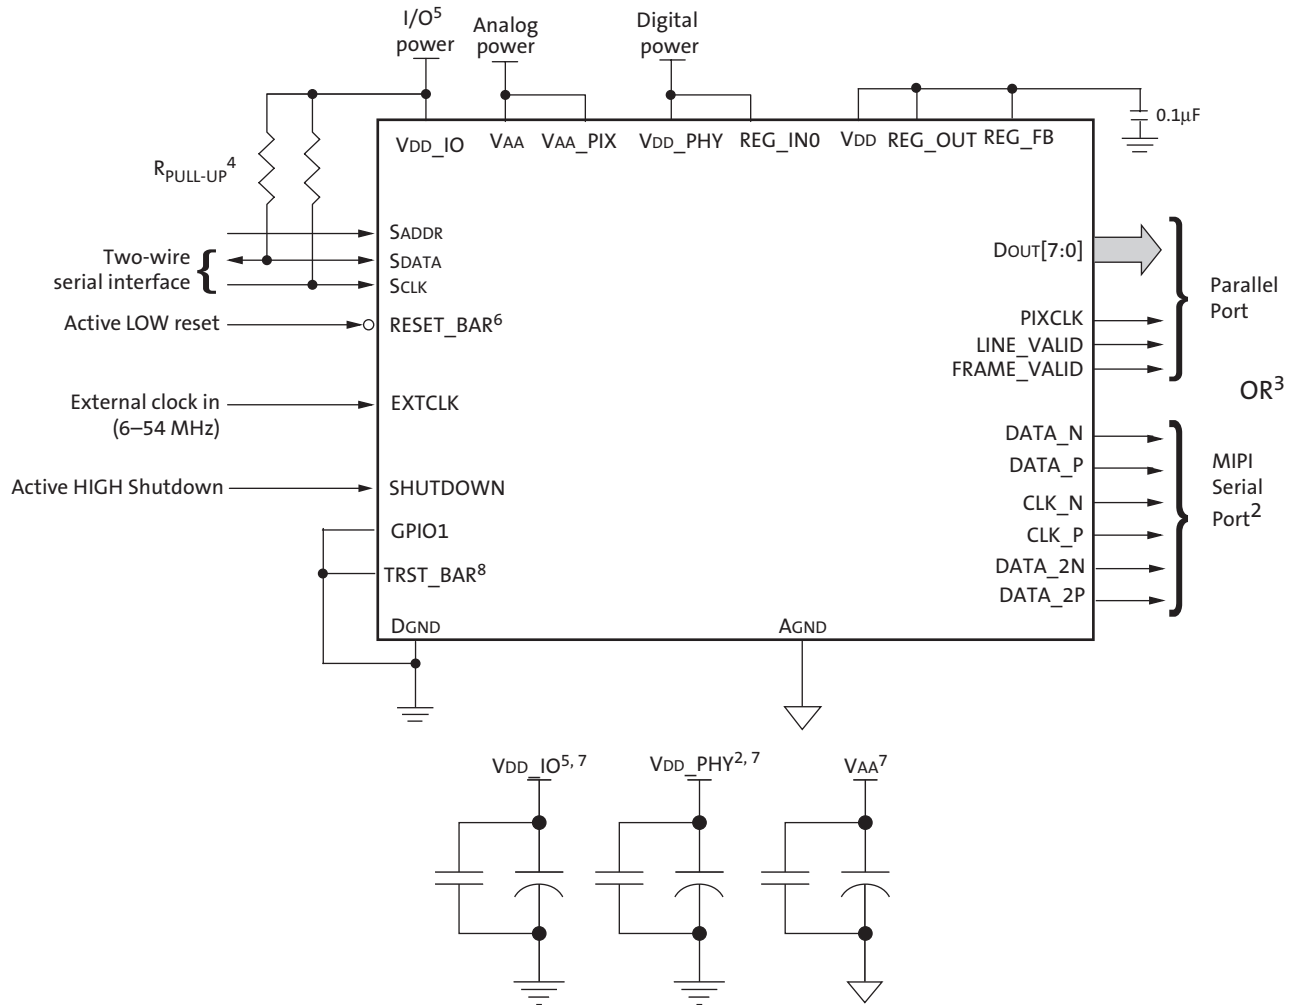 I/O5
power
Analog
power
Digital
power
0.1µF
VDD_IO
VAA
VAA_PIX
VDD_PHY
REG_IN0
VDD
REG_OUT
REG_FB
RPULL-UP4
SADDR
Two-wire
serial interface
{
SDATA
SCLK
Active LOW reset
RESET_BAR6
External clock in
(6–54 MHz)
EXTCLK
Active HIGH Shutdown
SHUTDOWN
GPIO1
TRST_BAR8
DGND
AGND
DOUT[7:0]
PIXCLK
LINE_VALID
FRAME_VALID
}
Parallel
Port
OR3
DATA_N
DATA_P
CLK_N
CLK_P
DATA_2N
DATA_2P
}
MIPI
Serial
Port2
VDD_IO5, 7
VDD_PHY2, 7
VAA7